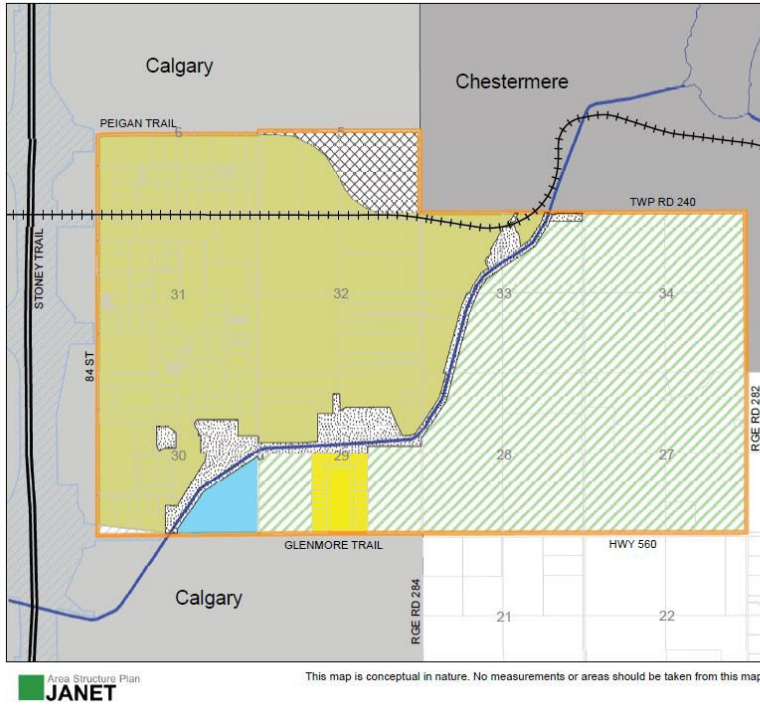 Calgary
Chestermere
PEIGAN TRAIL
6
5
TWP RD 240
STONEY TRAIL
31
32
33
34
84 ST
RGE RD 282
30
29
28
27
GLENMORE TRAIL
HWY 560
Calgary
RGE RD 284
21
22
Area Structure Plan
JANET
This map is conceptual in nature. No measurements or areas should be taken from this map